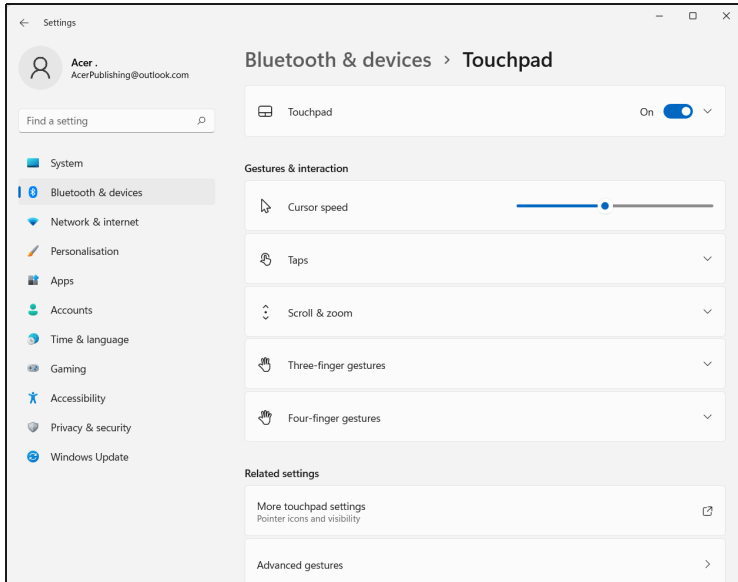 Settings
Acer .
AcerPublishing@outlook.com
Find a setting
System
Bluetooth & devices
Network & internet
Personalisation
Apps
Accounts
Time & language
Gaming
Accessibility
Privacy & security
Windows Update
Bluetooth & devices > Touchpad
Touchpad On
Gestures & interaction
Cursor speed
Taps
Scroll & zoom
Three-finger gestures
Four-finger gestures
Related settings
More touchpad settings
Pointer icons and visibility
Advanced gestures